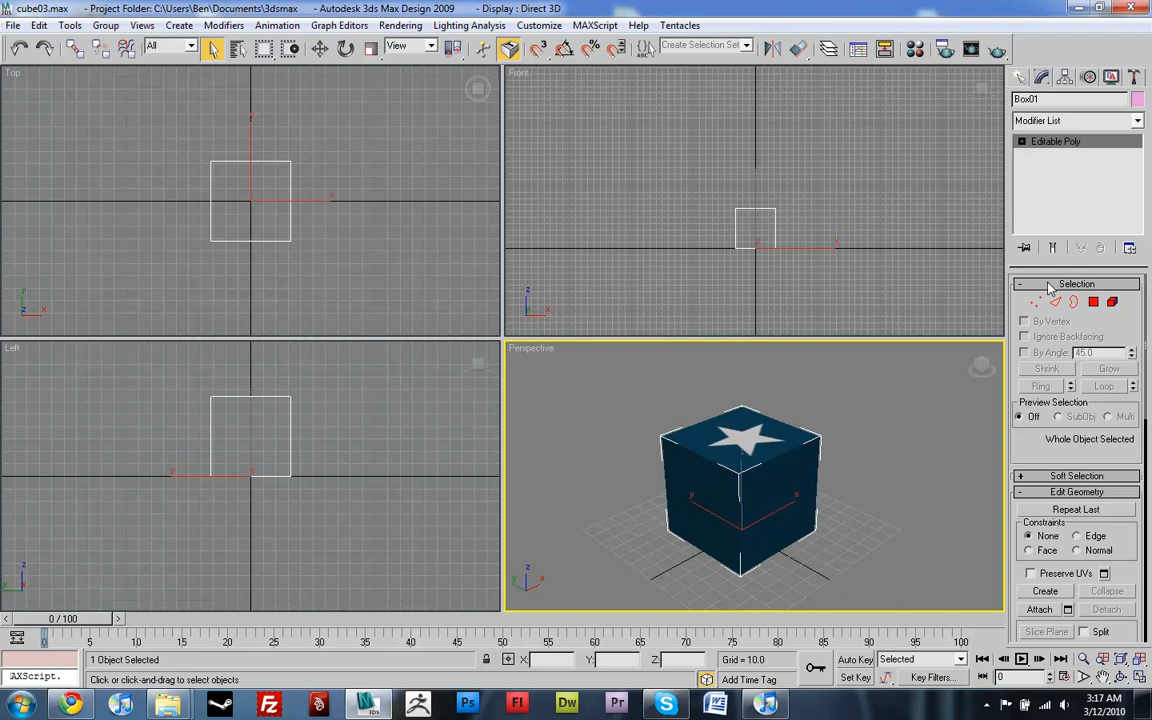 cube03.max - Project Folder: C:\Users\Ben\Documents\3dsmax - Autodesk 3ds Max Design 2009 - Display : Direct 3D
File Edit Tools Group Views Create Modifiers Animation Graph Editors Rendering Lighting Analysis Customize MAXScript Help Tentacles
All View Create Selection Set
Top Front
Left Perspective
Box01
Modifier List
Editable Poly
- Selection
By Vertex
Ignore Backfacing
By Angle: 45.0
Shrink Grow
Ring Loop
Preview Selection
Off SubObj Multi
Whole Object Selected
+ Soft Selection
- Edit Geometry
Repeat Last
Constraints
None Edge
Face Normal
Preserve UVs
Create Collapse
Attach Detach
Slice Plane Split
x y z
< 0 / 100 >
0 5 10 15 20 25 30 35 40 45 50 55 60 65 70 75 80 85 90 95 100
1 Object Selected X: Y: Z: Grid = 10.0 Auto Key Selected
AXScript. Click or click-and-drag to select objects Add Time Tag Set Key Key Filters... 0
3DS Ps Fl Dw Pr
3:17 AM
3/12/2010